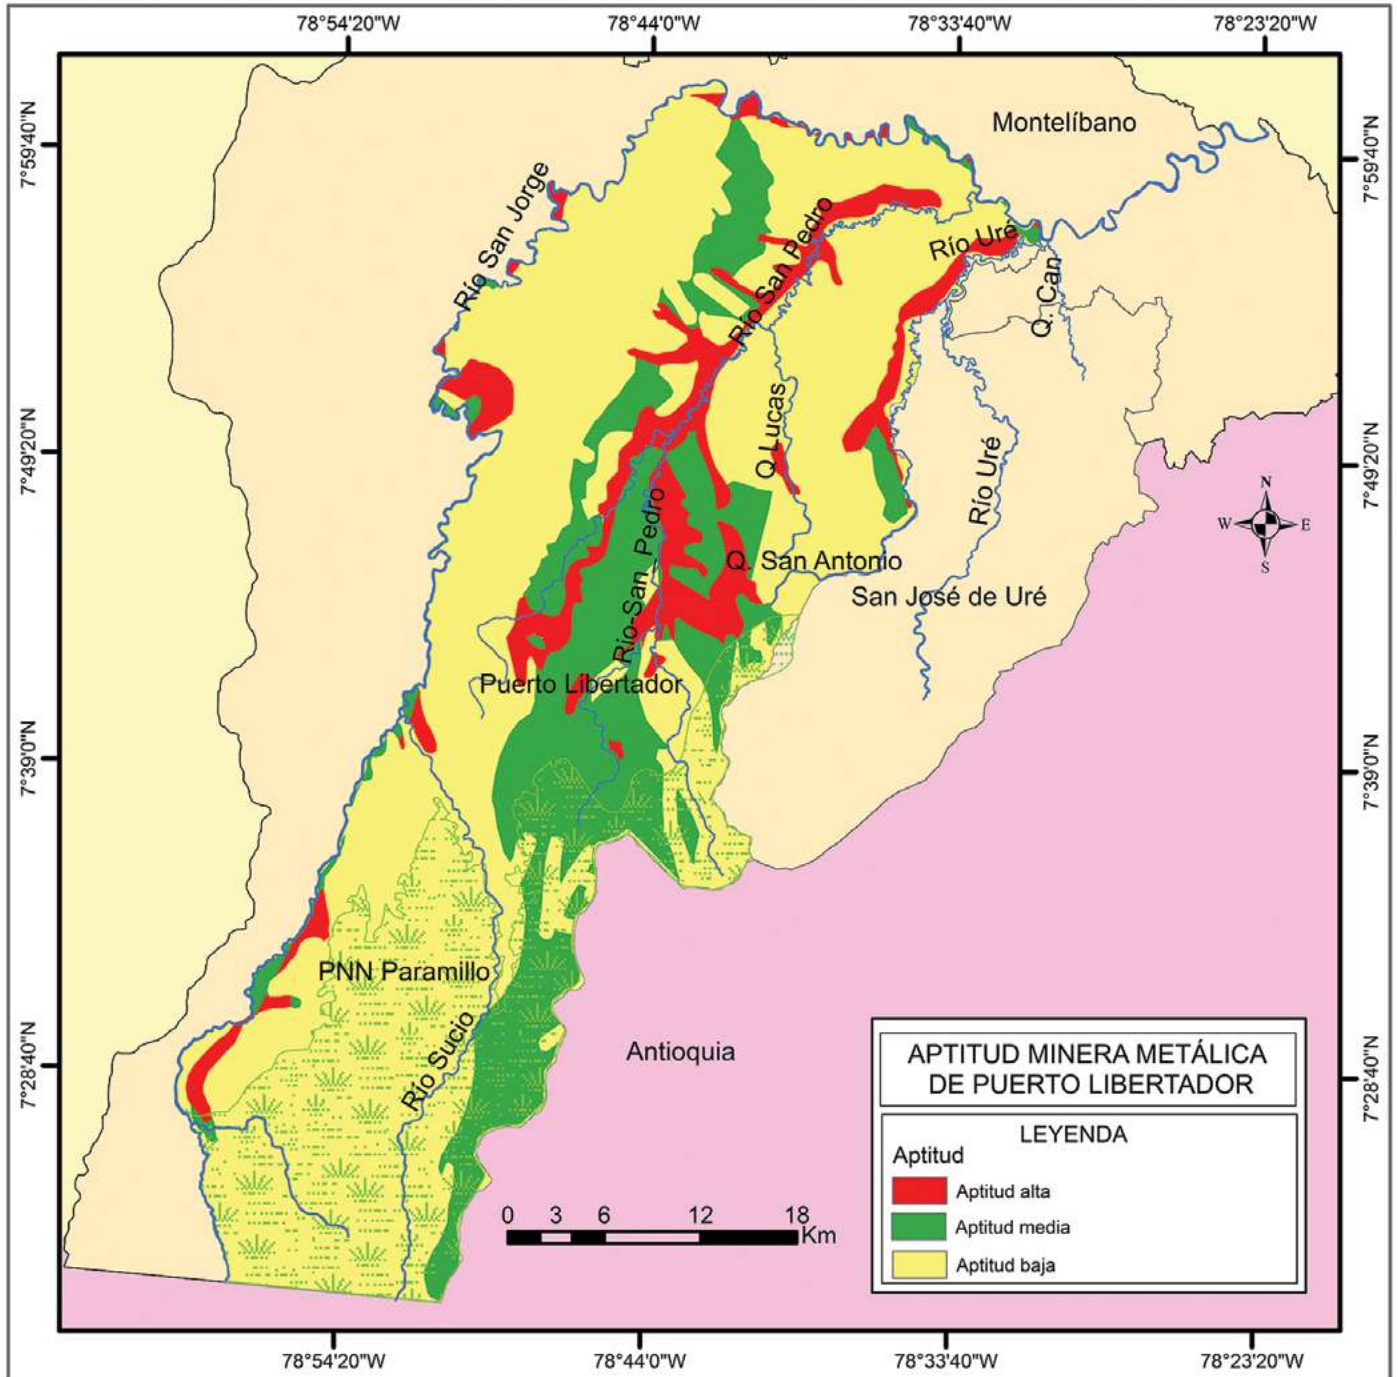 78°54'20"W
78°44'0"W
78°33'40"W
78°23'20"W
7°59'40"N
7°59'40"N
Montelíbano
Río San Jorge
Río San Pedro
Río Uré
Q. Can
7°49'20"N
7°49'20"N
Q Lucas
Río Uré
N
W
E
S
Rio-San_Pedro
Q. San Antonio
San José de Uré
Puerto Libertador
7°39'0"N
7°39'0"N
PNN Paramillo
Río Sucio
Antioquia
7°28'40"N
7°28'40"N
APTITUD MINERA METÁLICA
DE PUERTO LIBERTADOR
LEYENDA
Aptitud
Aptitud alta
Aptitud media
Aptitud baja
0 3 6 12 18
Km
78°54'20"W
78°44'0"W
78°33'40"W
78°23'20"W